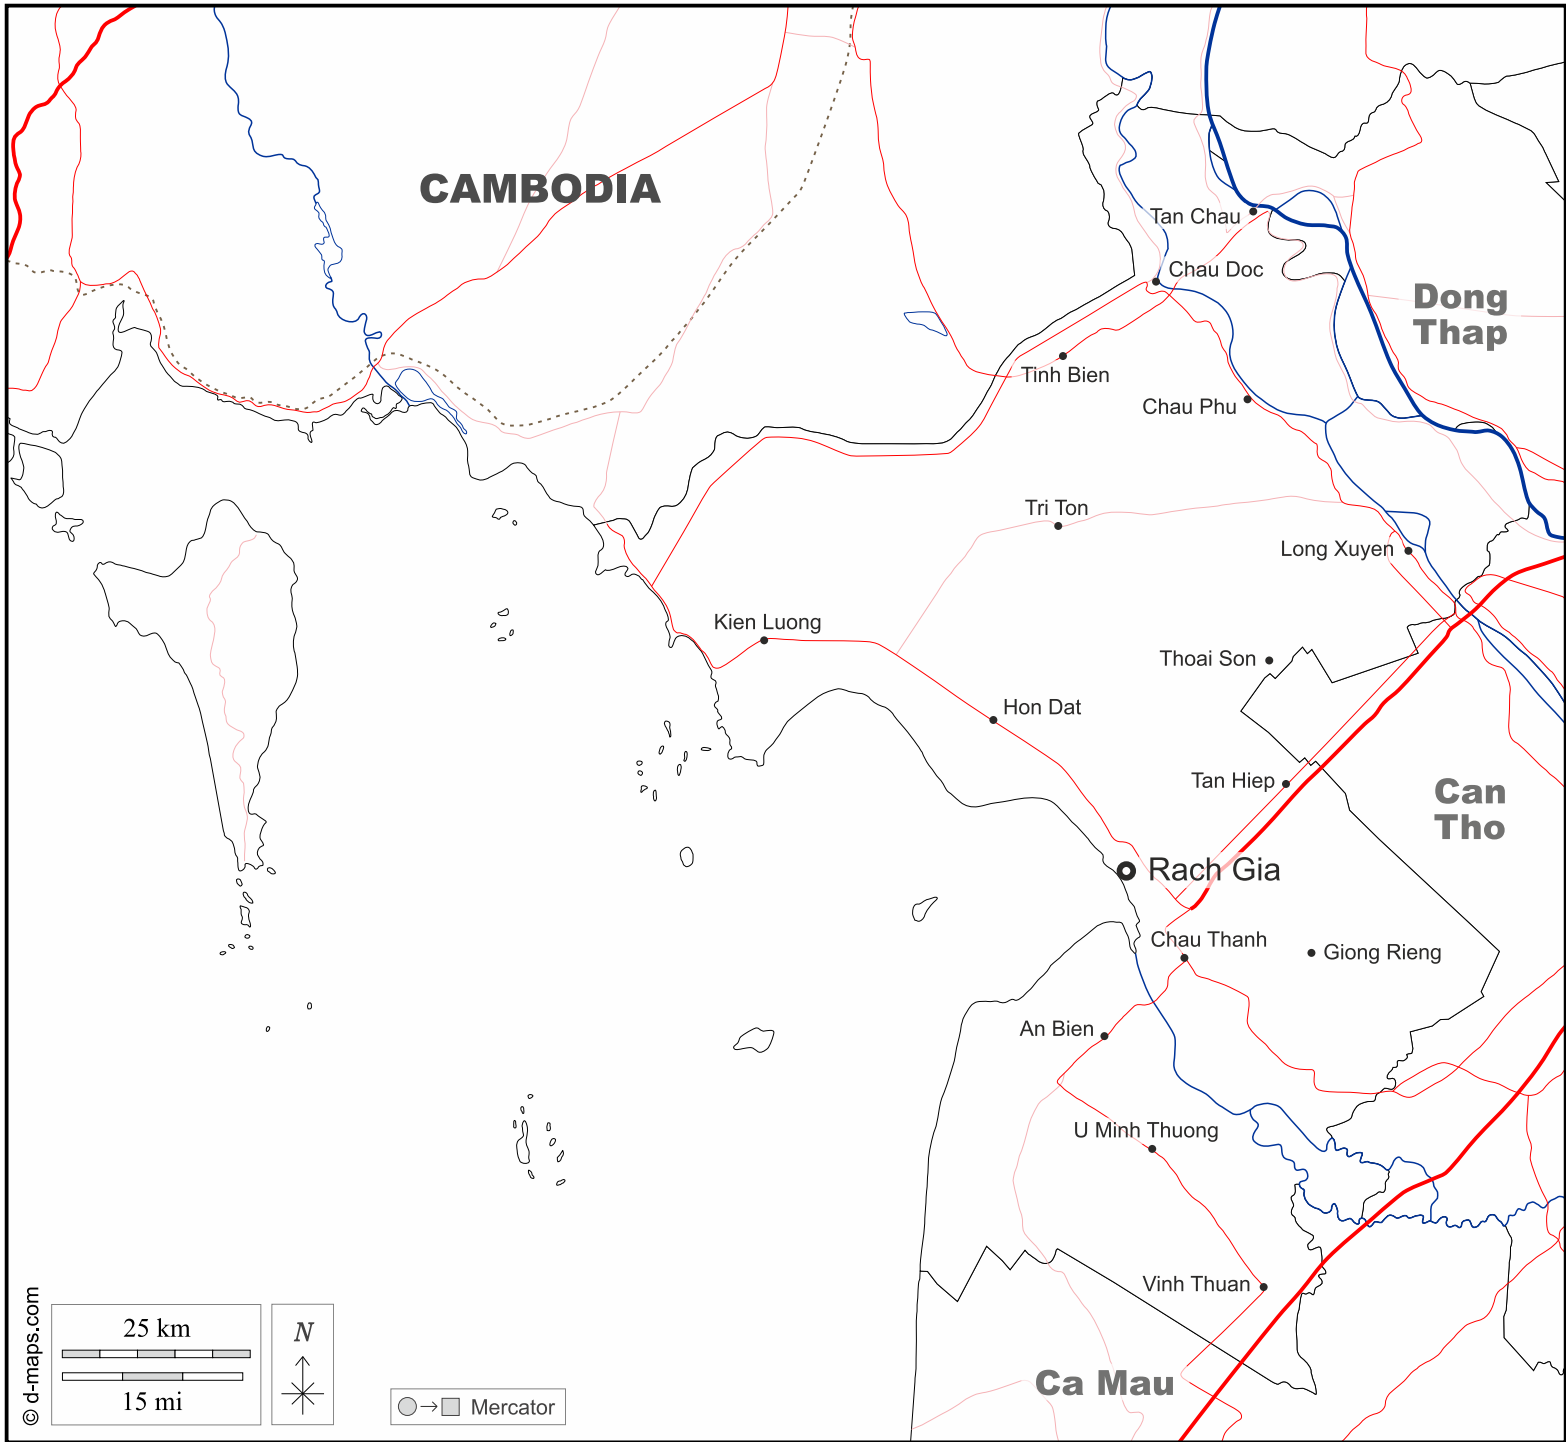 CAMBODIA
Tan Chau
Chau Doc
Dong
Thap
Tinh Bien
Chau Phu
Tri Ton
Long Xuyen
Kien Luong
Thoai Son
Hon Dat
Tan Hiep
Can
Tho
Rach Gia
Chau Thanh
Giong Rieng
An Bien
U Minh Thuong
Vinh Thuan
Ca Mau
© d-maps.com
25 km
15 mi
N
Mercator